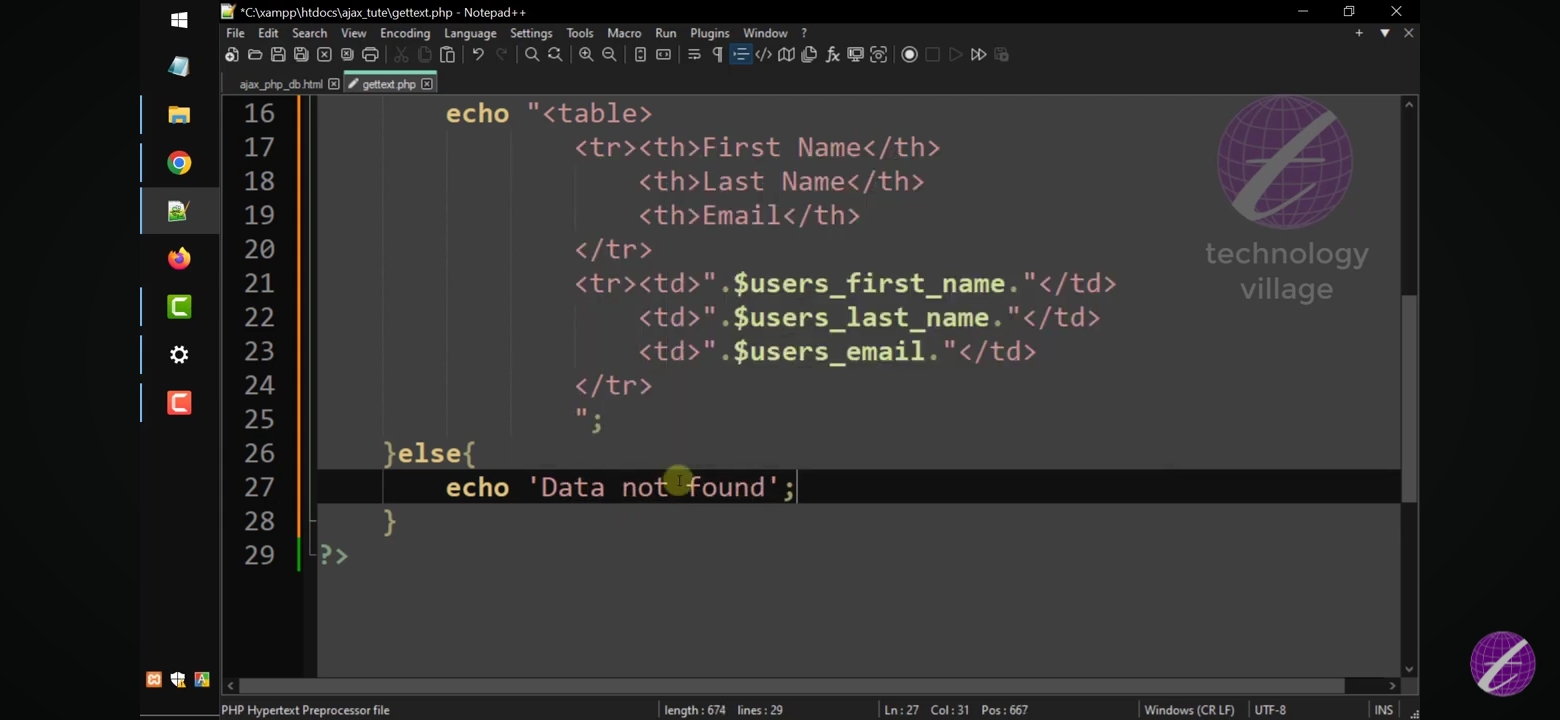 *C:\xampp\htdocs\ajax_tute\gettext.php - Notepad++
File Edit Search View Encoding Language Settings Tools Macro Run Plugins Window ?
ajax_php_db.html gettext.php
16 echo "<table>
17 <tr><th>First Name</th>
18 <th>Last Name</th>
19 <th>Email</th>
20 </tr>
21 <tr><td>".$users_first_name."</td>
22 <td>".$users_last_name."</td>
23 <td>".$users_email."</td>
24 </tr>
25 ";
26 }else{
27 echo 'Data not found';
28 }
29 ?>
technology
village
PHP Hypertext Preprocessor file length : 674 lines : 29 Ln : 27 Col : 31 Pos : 667 Windows (CR LF) UTF-8 INS